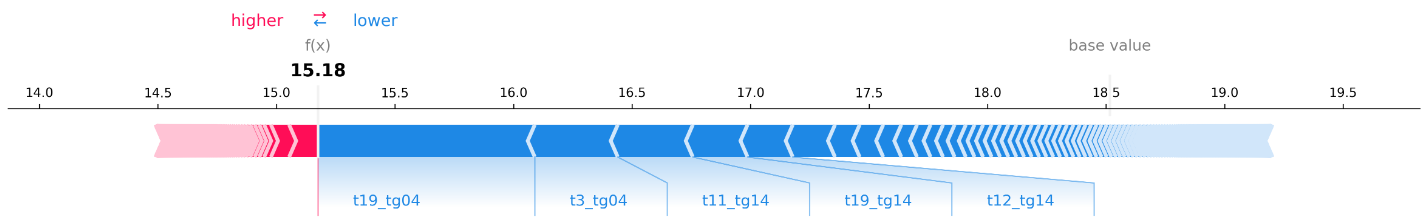 higher ⇄ lower
f(x) base value
15.18
14.0 14.5 15.0 15.5 16.0 16.5 17.0 17.5 18.0 18.5 19.0 19.5
t19_tg04 t3_tg04 t11_tg14 t19_tg14 t12_tg14